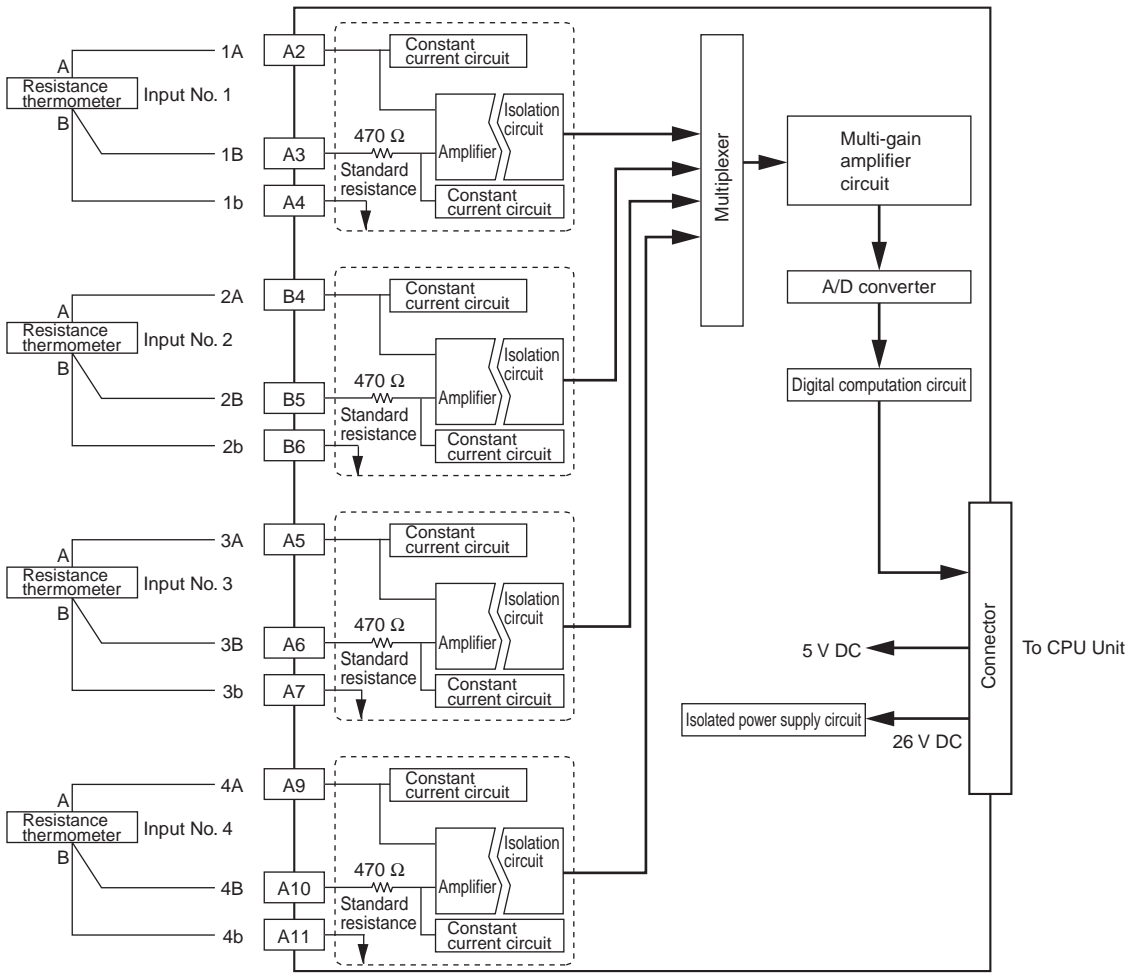 1A
A2
Constant
current circuit
A
Resistance
thermometer
Input No. 1
B
470 Ω
Isolation
circuit
Amplifier
1B
A3
Standard
resistance
1b
A4
Constant
current circuit
Multiplexer
Multi-gain
amplifier
circuit
A/D converter
Digital computation circuit
2A
B4
Constant
current circuit
A
Resistance
thermometer
Input No. 2
B
470 Ω
Isolation
circuit
Amplifier
2B
B5
Standard
resistance
2b
B6
Constant
current circuit
3A
A5
Constant
current circuit
A
Resistance
thermometer
Input No. 3
B
470 Ω
Isolation
circuit
Amplifier
3B
A6
Standard
resistance
3b
A7
Constant
current circuit
Connector
To CPU Unit
5 V DC
Isolated power supply circuit
26 V DC
4A
A9
Constant
current circuit
A
Resistance
thermometer
Input No. 4
B
470 Ω
Isolation
circuit
Amplifier
4B
A10
Standard
resistance
4b
A11
Constant
current circuit